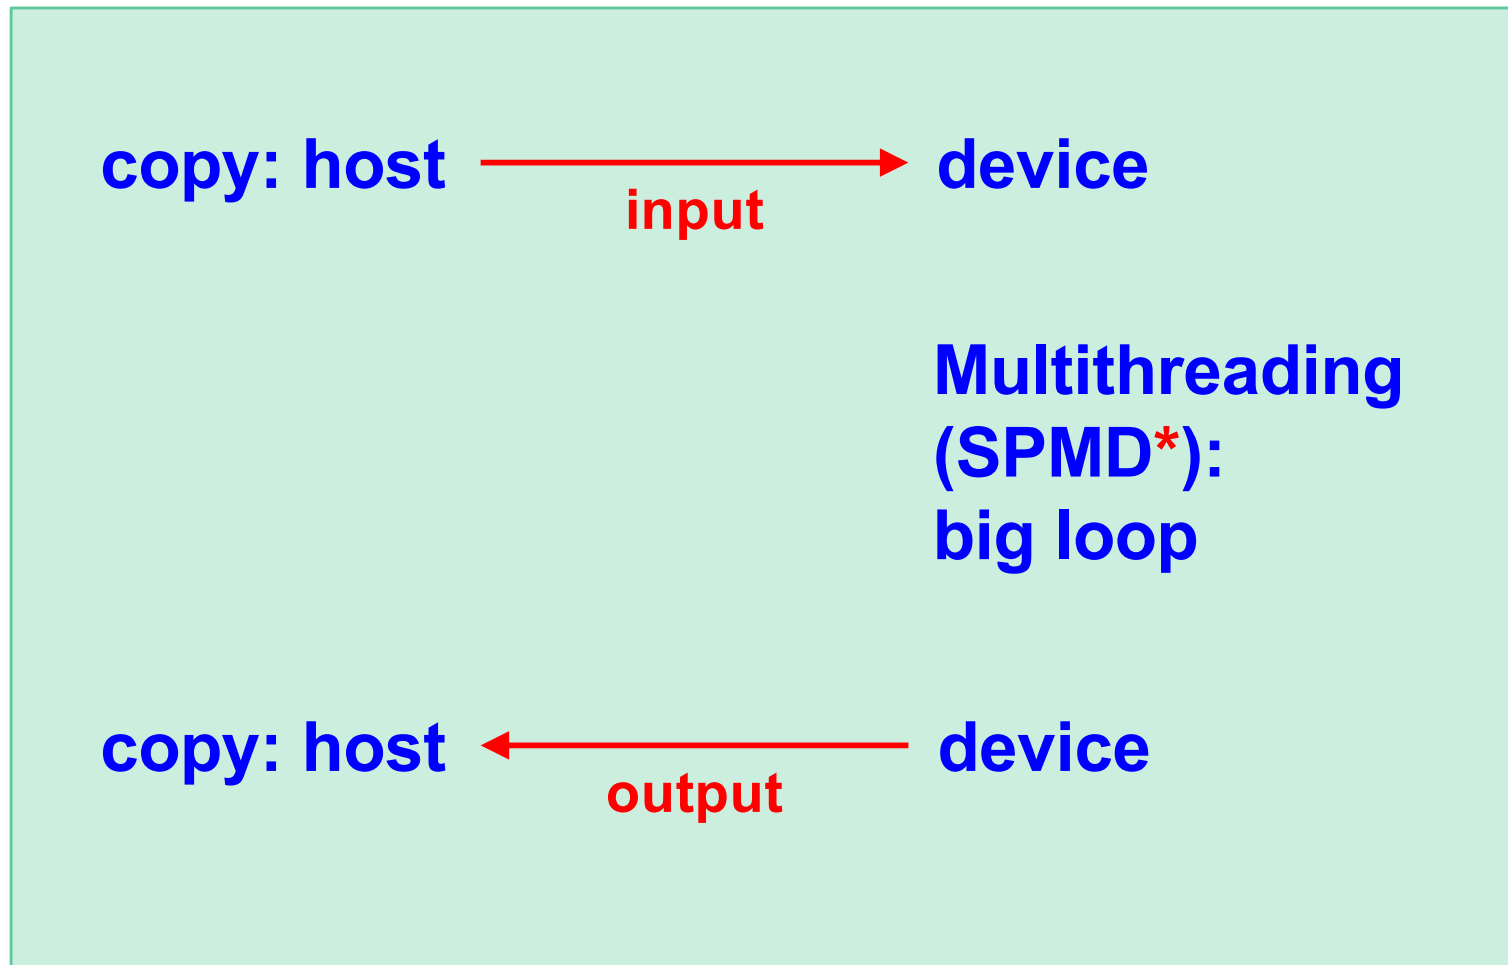 copy: host device
input
Multithreading
(SPMD*):
big loop
copy: host device
output